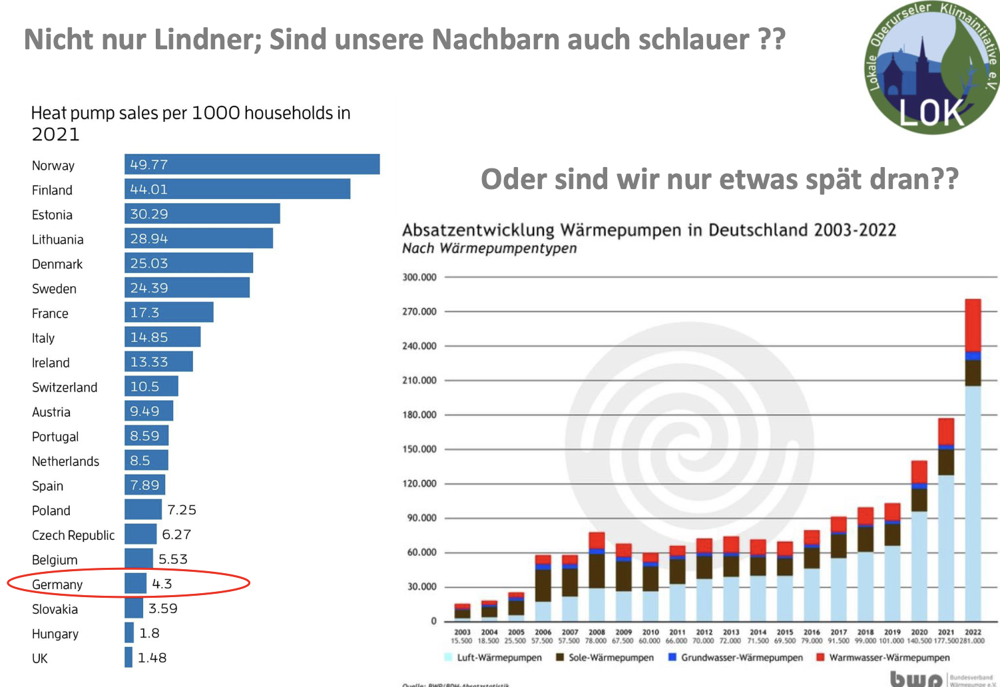 Nicht nur Lindner; Sind unsere Nachbarn auch schlauer ??
Lokale Oberurseler Klimainitiative e.V.
LOK
Heat pump sales per 1000 households in
2021
Norway 49.77
Finland 44.01
Estonia 30.29
Lithuania 28.94
Denmark 25.03
Sweden 24.39
France 17.3
Italy 14.85
Ireland 13.33
Switzerland 10.5
Austria 9.49
Portugal 8.59
Netherlands 8.5
Spain 7.89
Poland 7.25
Czech Republic 6.27
Belgium 5.53
Germany 4.3
Slovakia 3.59
Hungary 1.8
UK 1.48
Oder sind wir nur etwas spät dran??
Absatzentwicklung Wärmepumpen in Deutschland 2003-2022
Nach Wärmepumpentypen
300.000
270.000
240.000
210.000
180.000
150.000
120.000
90.000
60.000
30.000
0
2003 2004 2005 2006 2007 2008 2009 2010 2011 2012 2013 2014 2015 2016 2017 2018 2019 2020 2021 2022
15.500 18.500 25.500 57.500 57.500 78.000 67.500 60.000 66.000 70.000 72.000 71.500 69.500 79.000 91.500 99.000 101.000 140.500 177.500 281.000
Luft-Wärmepumpen Sole-Wärmepumpen Grundwasser-Wärmepumpen Warmwasser-Wärmepumpen
Quelle: BWP/BDH-Absatzstatistik
bwp Bundesverband
Wärmepumpe e.V.